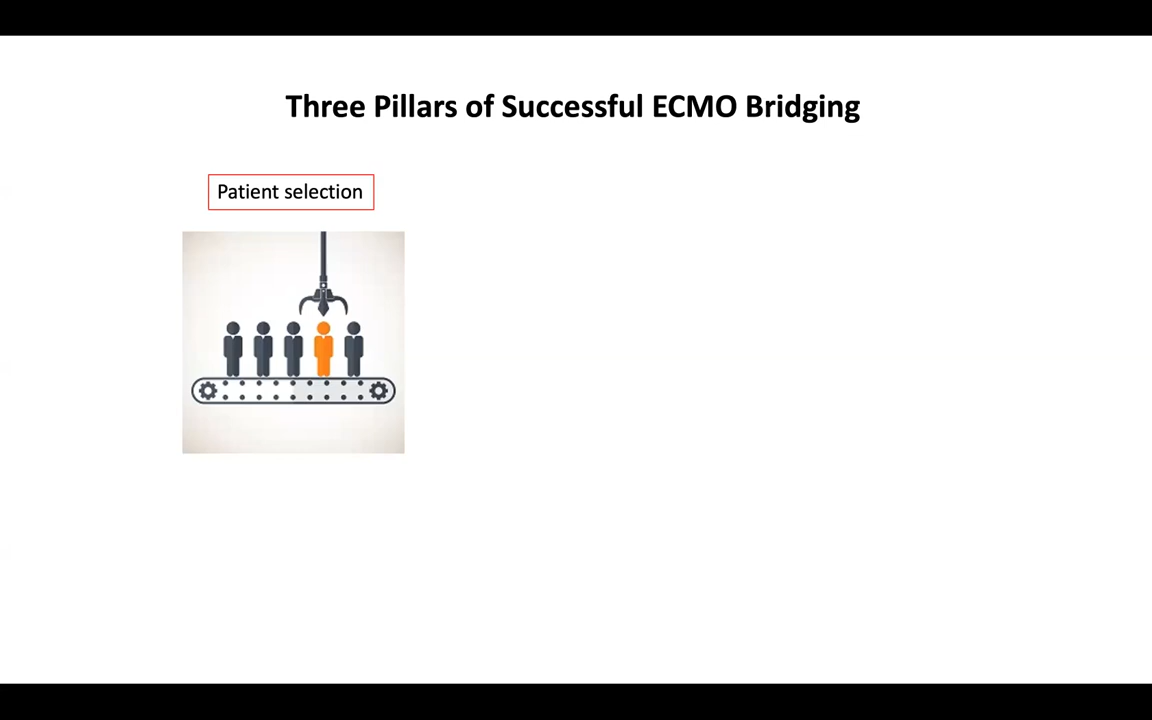 Three Pillars of Successful ECMO Bridging
Patient selection